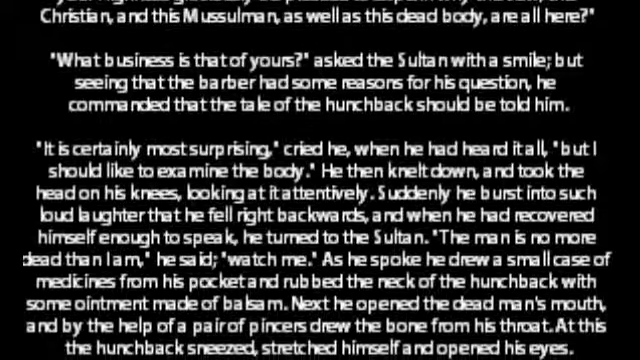 Christian, and this Mussulman, as well as this dead body, are all here?"
"What business is that of yours?" asked the Sultan with a smile; but
seeing that the barber had some reasons for his question, he
commanded that the tale of the hunchback should be told him.
"It is certainly most surprising," cried he, when he had heard it all, "but I
should like to examine the body." He then knelt down, and took the
head on his knees, looking at it attentively. Suddenly he burst into such
loud laughter that he fell right backwards, and when he had recovered
himself enough to speak, he turned to the Sultan. "The man is no more
dead than I am," he said; "watch me." As he spoke he drew a small case of
medicines from his pocket and rubbed the neck of the hunchback with
some ointment made of balsam. Next he opened the dead man's mouth,
and by the help of a pair of pincers drew the bone from his throat. At this
the hunchback sneezed, stretched himself and opened his eyes.